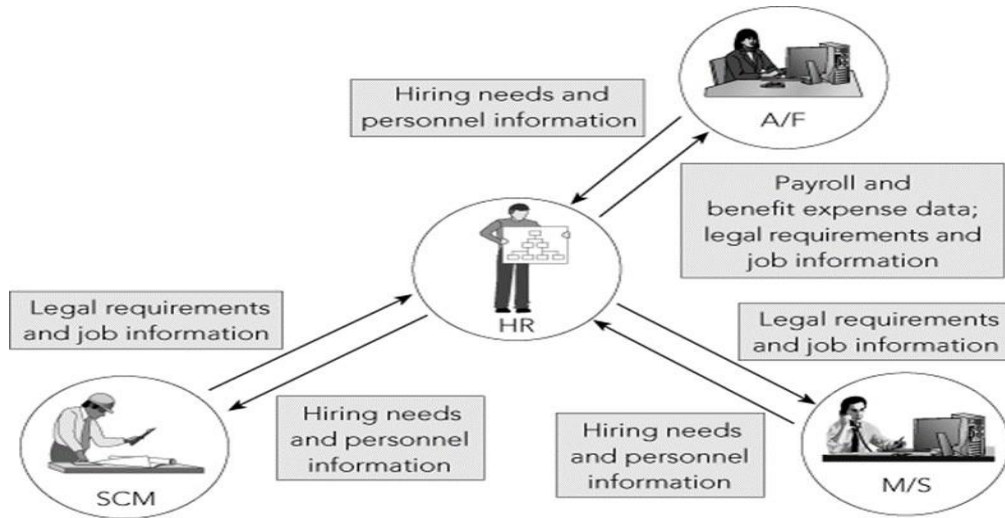 Hiring needs and
personnel information
A/F
Payroll and
benefit expense data;
legal requirements and
job information
HR
Legal requirements
and job information
Legal requirements
and job information
Hiring needs
and personnel
information
Hiring needs
and personnel
information
SCM
M/S